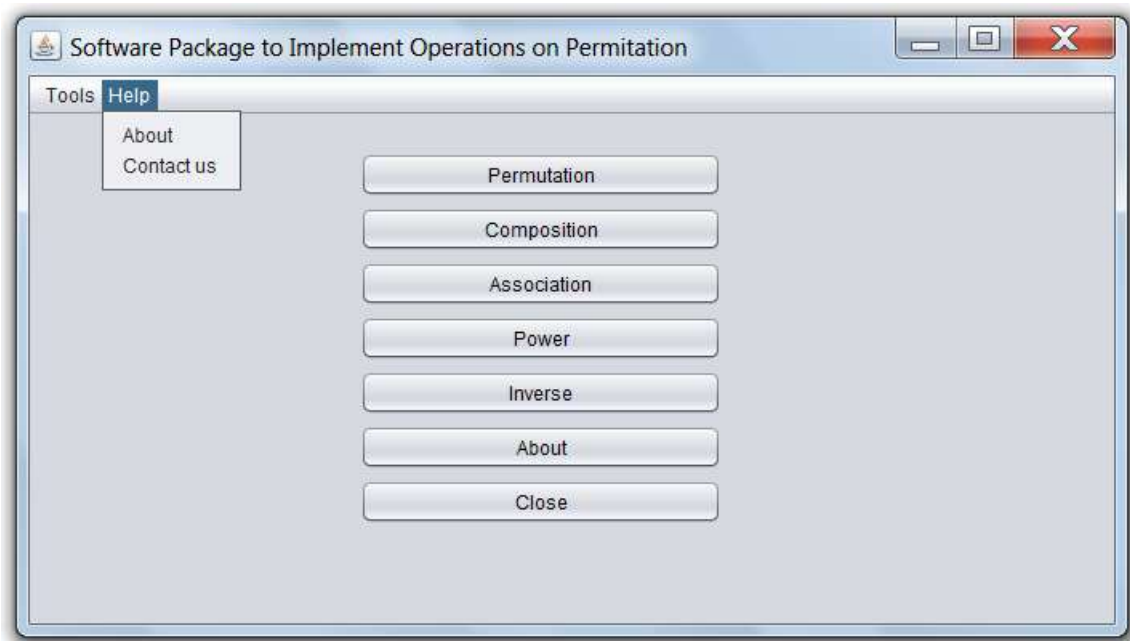 Software Package to Implement Operations on Permitation
Tools Help
About
Contact us
Permutation
Composition
Association
Power
Inverse
About
Close